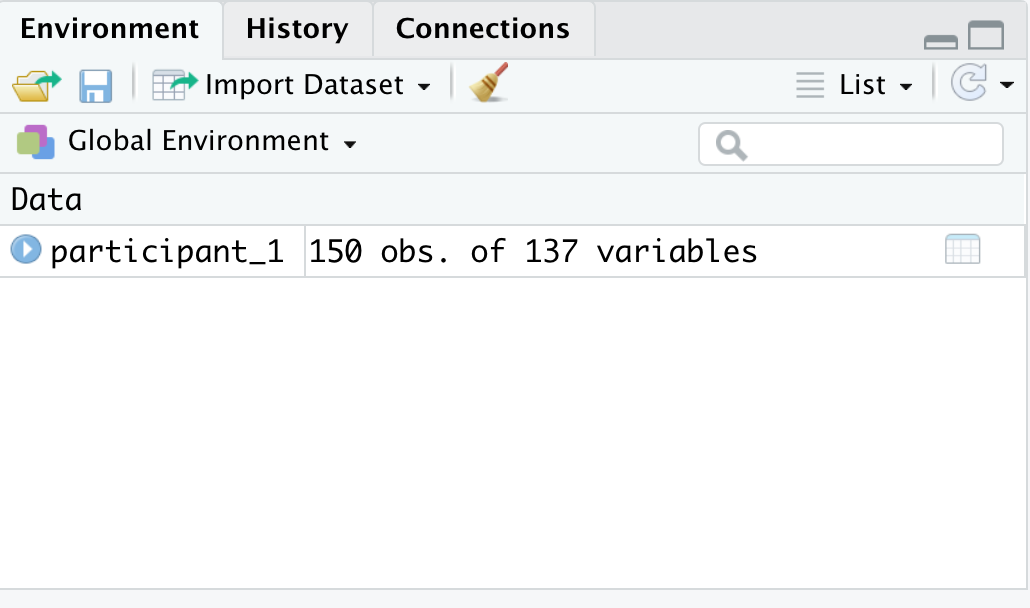 Environment History Connections
Import Dataset List
Global Environment
Data
participant_1 150 obs. of 137 variables